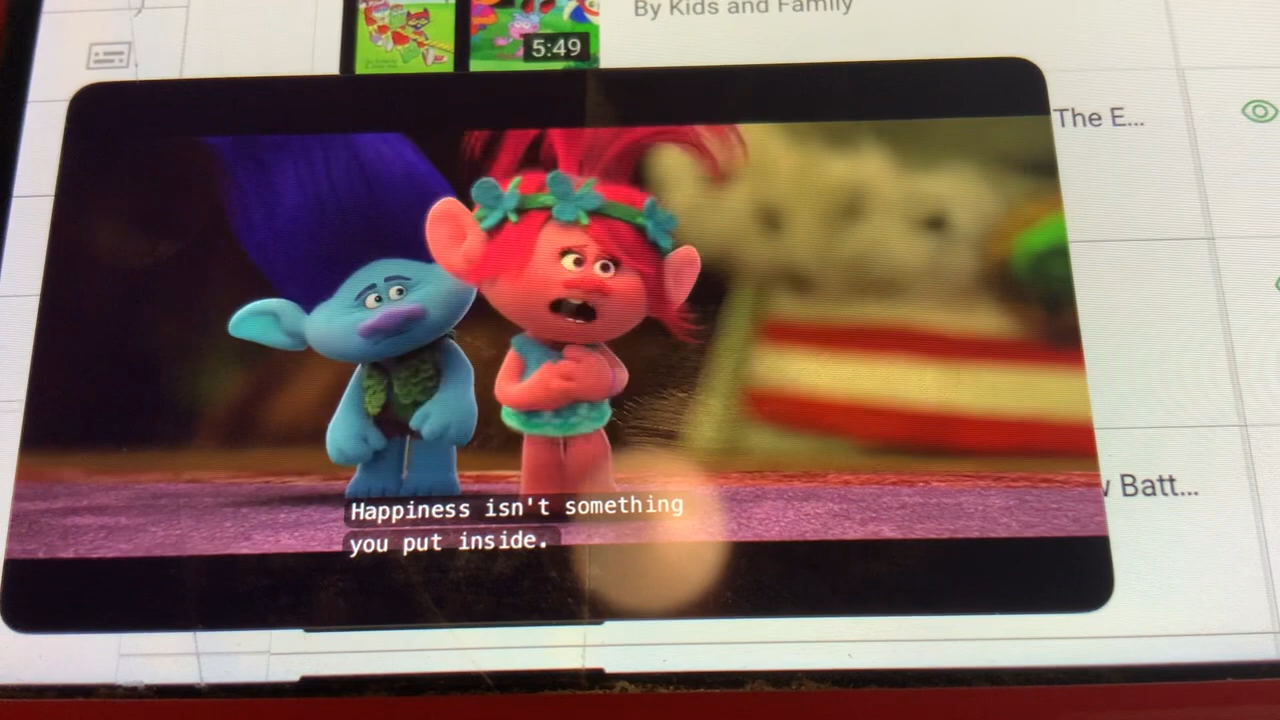 By Kids and Family
5:49
The E...
Batt...
Happiness isn't something
you put inside.